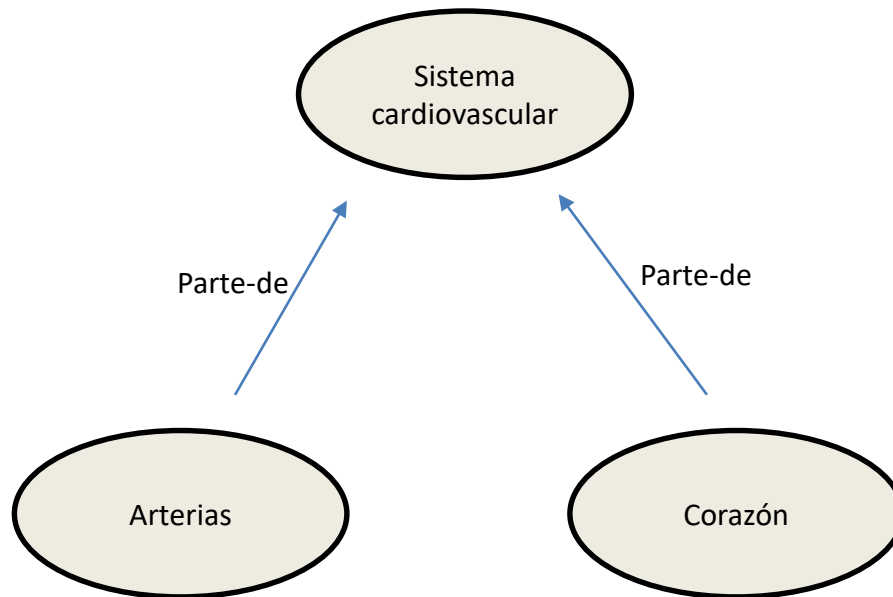 Sistema
cardiovascular
Parte-de
Parte-de
Arterias
Corazón